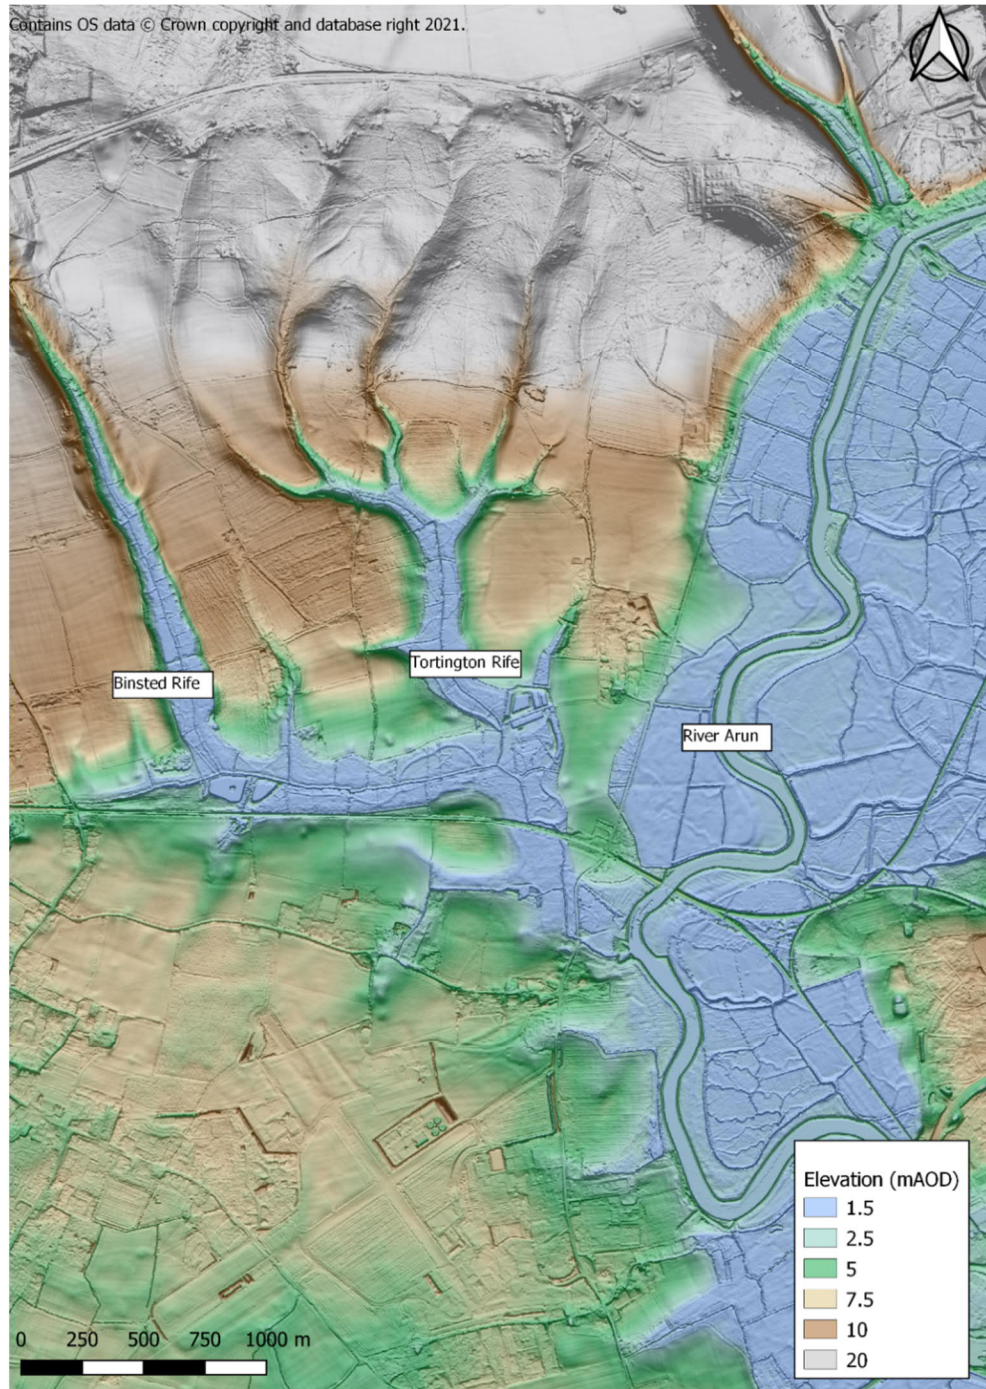 Contains OS data © Crown copyright and database right 2021.
Binsted Rife
Tortington Rife
River Arun
Elevation (mAOD)
1.5
2.5
5
7.5
10
20
0 250 500 750 1000 m